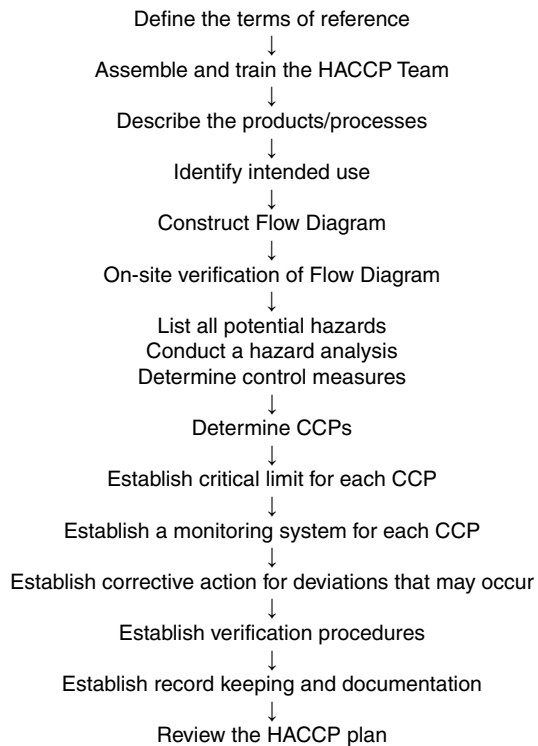 Define the terms of reference
↓
Assemble and train the HACCP Team
↓
Describe the products/processes
↓
Identify intended use
↓
Construct Flow Diagram
↓
On-site verification of Flow Diagram
↓
List all potential hazards
Conduct a hazard analysis
Determine control measures
↓
Determine CCPs
↓
Establish critical limit for each CCP
↓
Establish a monitoring system for each CCP
↓
Establish corrective action for deviations that may occur
↓
Establish verification procedures
↓
Establish record keeping and documentation
↓
Review the HACCP plan